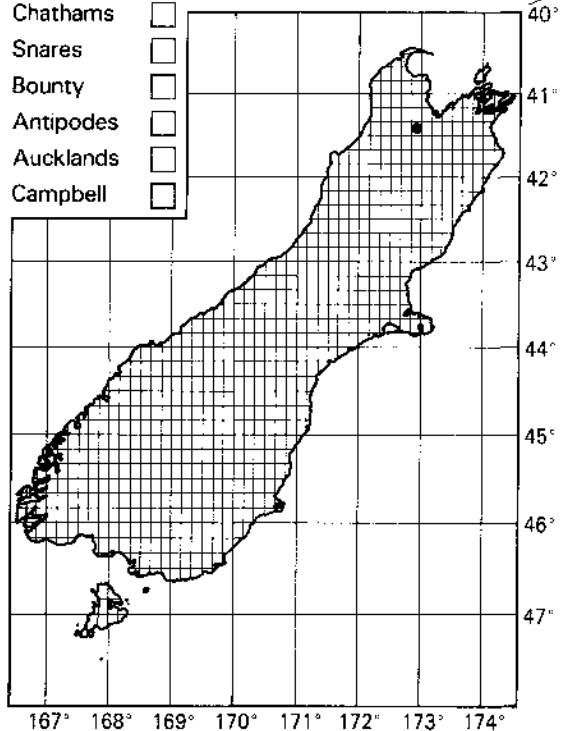 Chathams
Snares
Bounty
Antipodes
Aucklands
Campbell
40°
41°
42°
43°
44°
45°
46°
47°
167° 168° 169° 170° 171° 172° 173° 174°